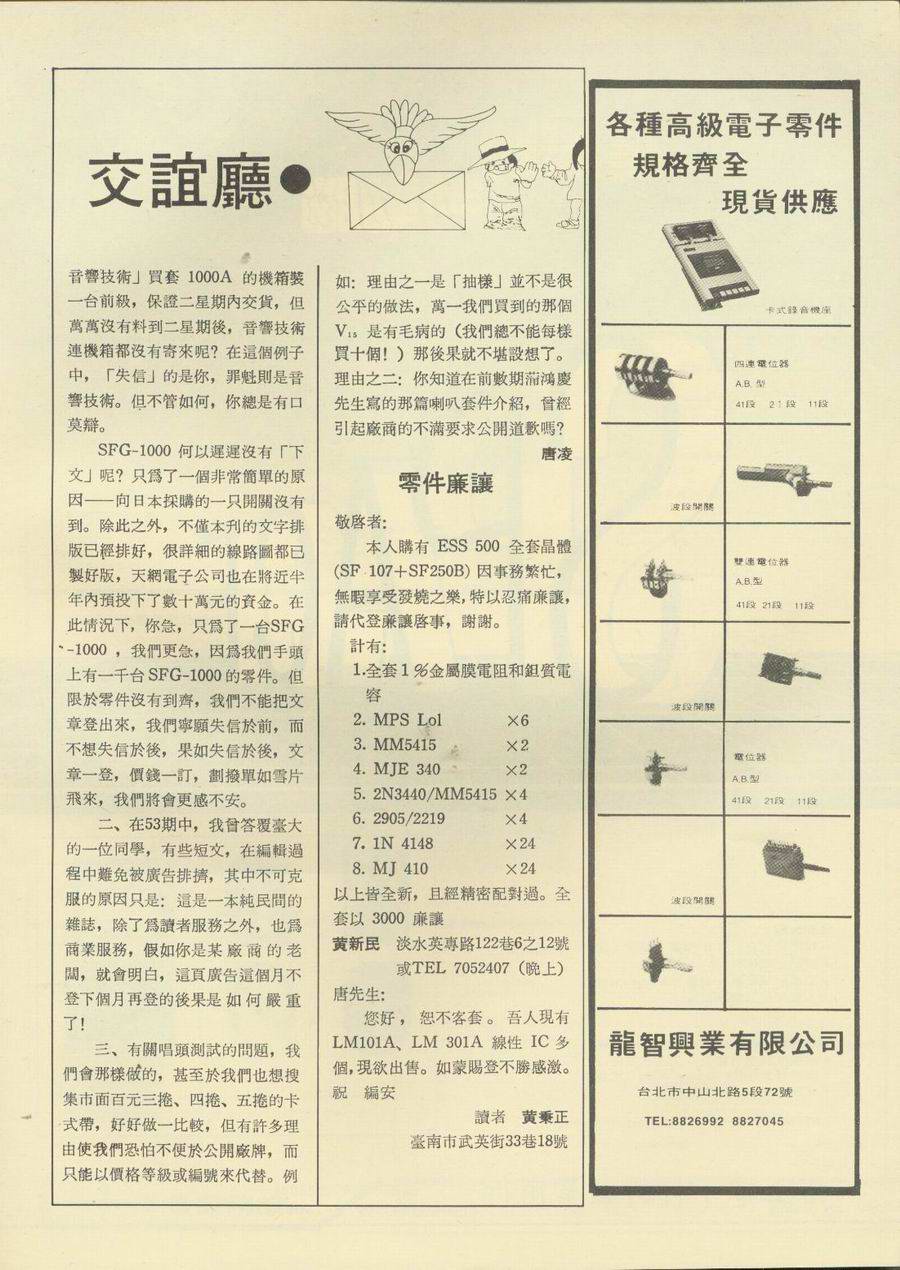 交誼廳●
音響技術」買套 1000A 的機箱裝
一台前級，保證二星期內交貨，但
萬萬沒有料到二星期後，音響技術
連機箱都沒有寄來呢？在這個例子
中，「失信」的是你，罪魁則是音
響技術。但不管如何，你總是有口
莫辯。
SFG-1000 何以遲遲沒有「下
文」呢？只爲了一個非常簡單的原
因——向日本採購的一只開關沒有
到。除此之外，不僅本刊的文字排
版已經排好，很詳細的線路圖都已
製好版，天網電子公司也在將近半
年內預投下了數十萬元的資金。在
此情況下，你急，只爲了一台SFG
-1000 ，我們更急，因爲我們手頭
上有一千台 SFG-1000 的零件。但
限於零件沒有到齊，我們不能把文
章登出來，我們寧願失信於前，而
不想失信於後，果如失信於後，文
章一登，價錢一訂，劃撥單如雪片
飛來，我們將會更感不安。
二、在53期中，我曾答覆臺大
的一位同學，有些短文，在編輯過
程中難免被廣告排擠，其中不可克
服的原因只是：這是一本純民間的
雜誌，除了爲讀者服務之外，也爲
商業服務，假如你是某廠商的老
闆，就會明白，這頁廣告這個月不
登下個月再登的後果是如何嚴重
了！
三、有關唱頭測試的問題，我
們會那樣做的，甚至於我們也想搜
集市面百元三捲、四捲、五捲的卡
式帶，好好做一比較，但有許多理
由使我們恐怕不便於公開廠牌，而
只能以價格等級或編號來代替。例
如：理由之一是「抽樣」並不是很
公平的做法，萬一我們買到的那個
V₁₅ 是有毛病的（我們總不能每樣
買十個！）那後果就不堪設想了。
理由之二：你知道在前數期湍鴻慶
先生寫的那篇喇叭套件介紹，曾經
引起廠商的不滿要求公開道歉嗎？
唐凌
零件廉讓
敬啓者：
本人購有 ESS 500 全套晶體
(SF 107＋SF250B) 因事務繁忙，
無暇享受發燒之樂，特以忍痛廉讓，
請代登廉讓啓事，謝謝。
計有：
1.全套1％金屬膜電阻和鉭質電
容
2. MPS Lol ×6
3. MM5415 ×2
4. MJE 340 ×2
5. 2N3440/MM5415 ×4
6. 2905/2219 ×4
7. 1N 4148 ×24
8. MJ 410 ×24
以上皆全新，且經精密配對過。全
套以 3000 廉讓
黄新民 淡水英專路122巷6之12號
或TEL 7052407（晚上）
唐先生：
您好，恕不客套。吾人現有
LM101A、LM 301A 線性 IC 多
個，現欲出售。如蒙賜登不勝感激。
祝 編安
讀者 黄秉正
臺南市武英街33巷18號
各種高級電子零件
規格齊全
現貨供應
卡式錄音機座
四連電位器
A.B. 型
41段 21段 11段
波段開關
雙連電位器
A.B.型
41段 21段 11段
波段開關
電位器
A.B.型
41段 21段 11段
波段開關
龍智興業有限公司
台北市中山北路5段72號
TEL:8826992 8827045